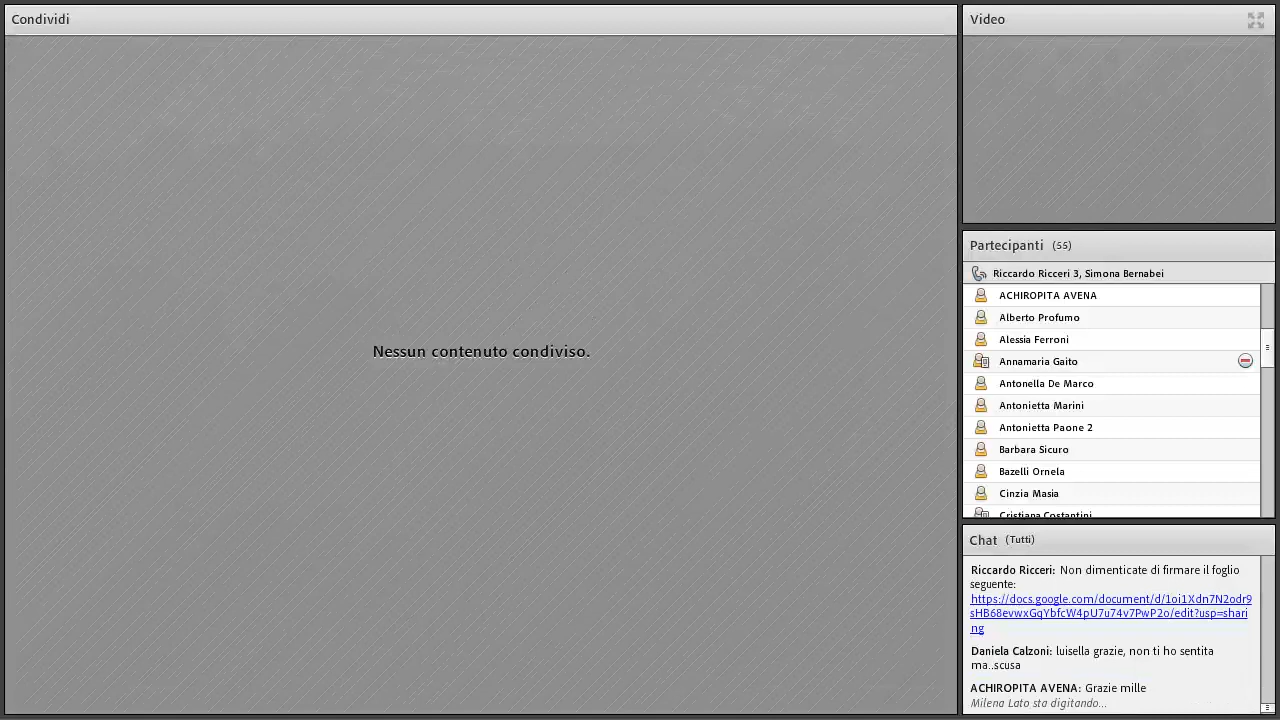 Condividi
Nessun contenuto condiviso.
Video
Partecipanti (55)
Riccardo Ricceri 3, Simona Bernabei
ACHIROPITA AVENA
Alberto Profumo
Alessia Ferroni
Annamaria Gaito
Antonella De Marco
Antonietta Marini
Antonietta Paone 2
Barbara Sicuro
Bazelli Ornela
Cinzia Masia
Cristiana Costantini
Chat (Tutti)
Riccardo Ricceri: Non dimenticate di firmare il foglio
seguente:
https://docs.google.com/document/d/1oi1Xdn7N2odr9
sHB68evwxGqYbfcW4pU7u74v7PwP2o/edit?usp=shari
ng
Daniela Calzoni: luisella grazie, non ti ho sentita
ma..scusa
ACHIROPITA AVENA: Grazie mille
Milena Lato sta digitando...